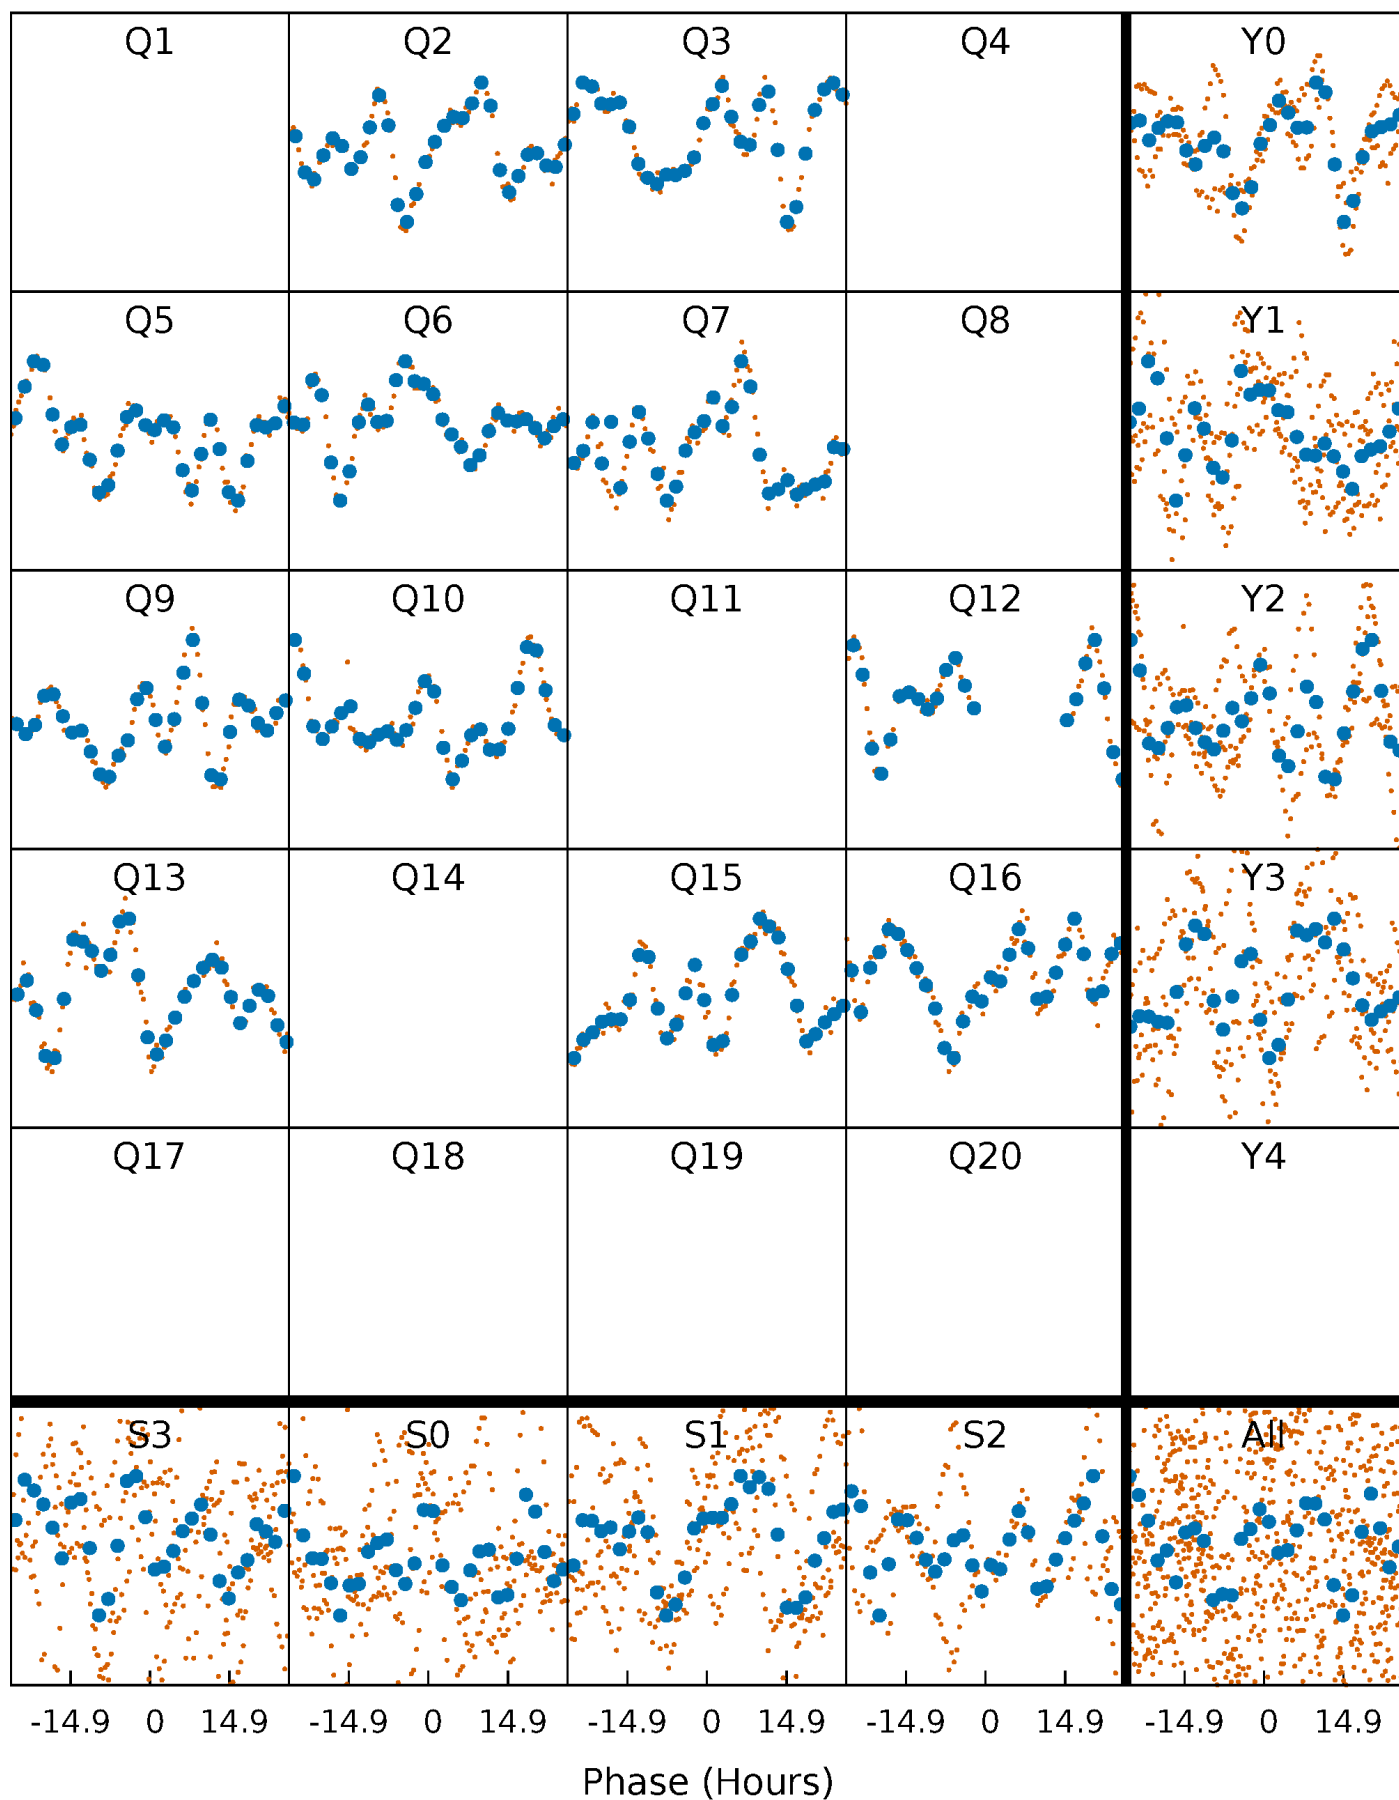 Q1 Q2 Q3 Q4 Y0
Q5 Q6 Q7 Q8 Y1
Q9 Q10 Q11 Q12 Y2
Q13 Q14 Q15 Q16 Y3
Q17 Q18 Q19 Q20 Y4
S3 S0 S1 S2 All
-14.9 0 14.9 -14.9 0 14.9 -14.9 0 14.9 -14.9 0 14.9 -14.9 0 14.9
Phase (Hours)